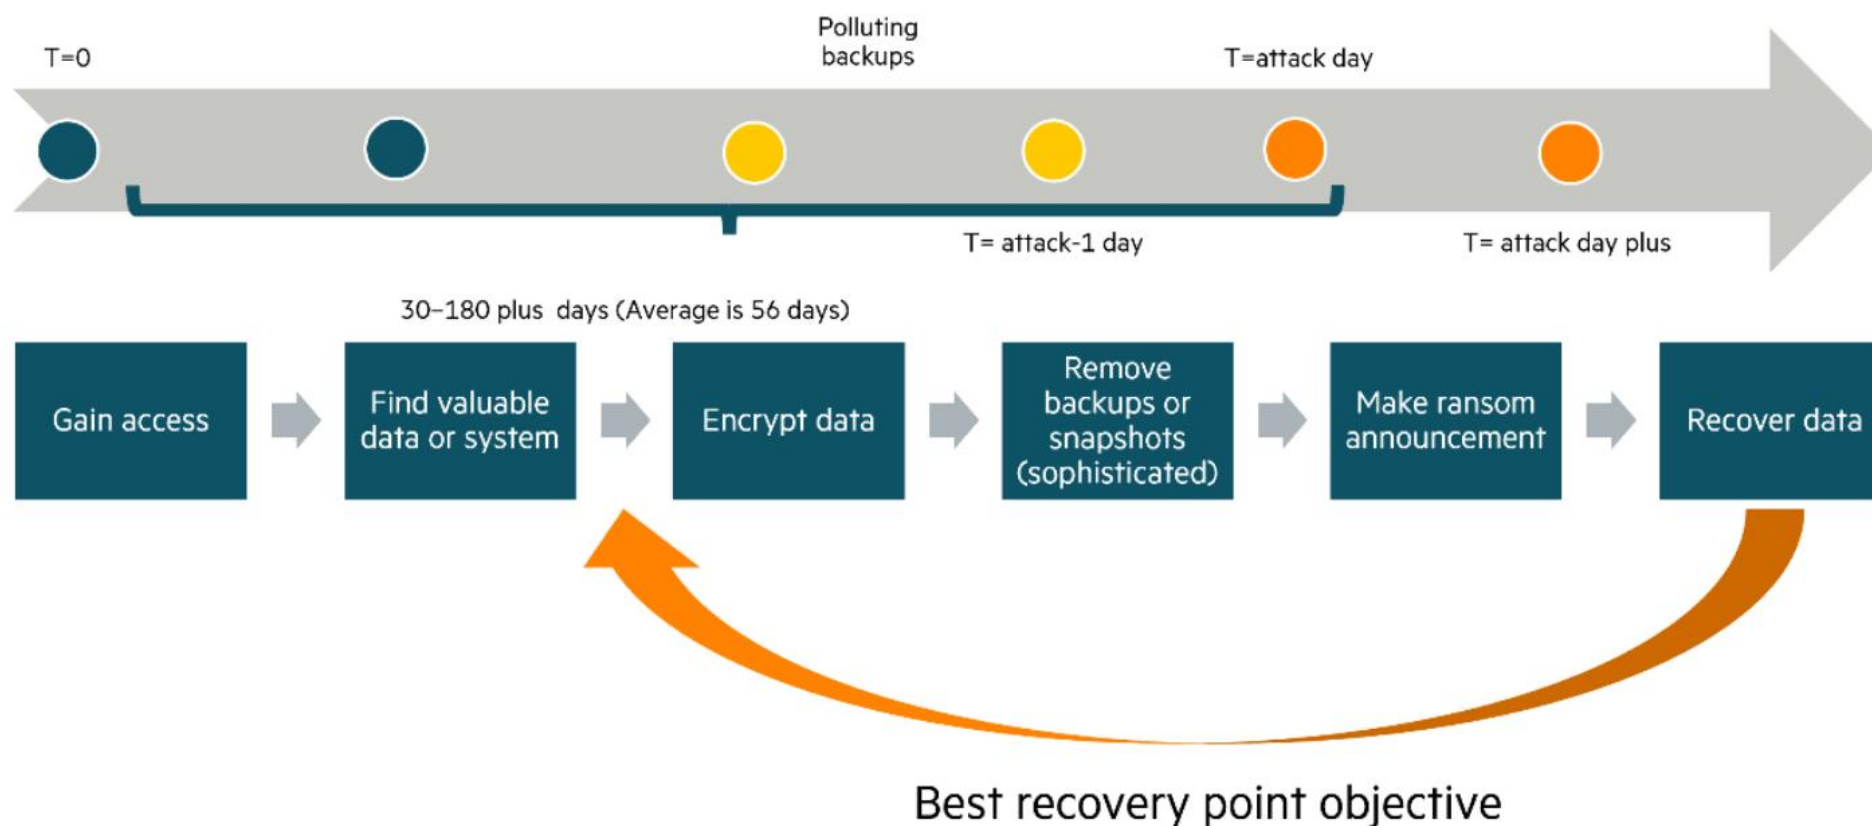 T=0
Polluting
backups
T=attack day
T= attack-1 day
T= attack day plus
30–180 plus  days (Average is 56 days)
Gain access
Find valuable
data or system
Encrypt data
Remove
backups or
snapshots
(sophisticated)
Make ransom
announcement
Recover data
Best recovery point objective